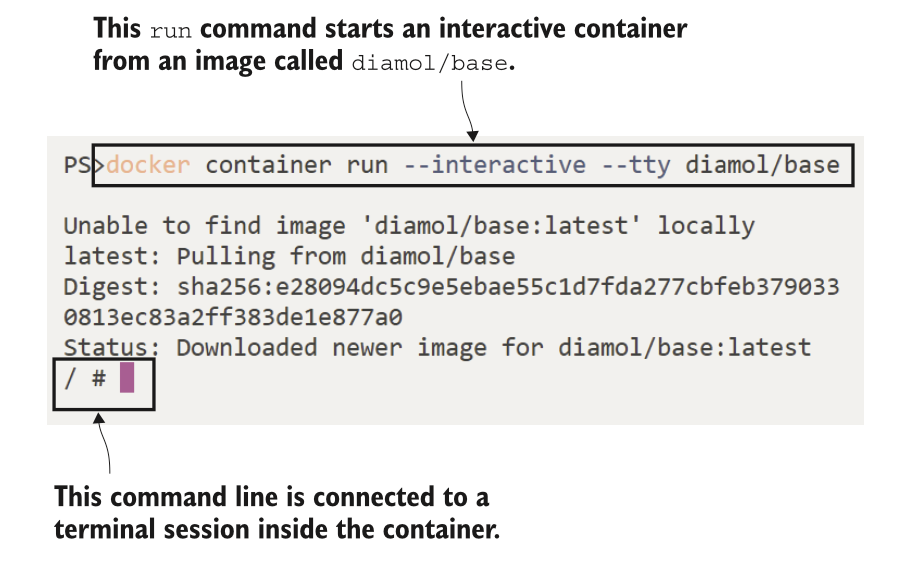 This run command starts an interactive container
from an image called diamol/base.
PS>docker container run --interactive --tty diamol/base
Unable to find image 'diamol/base:latest' locally
latest: Pulling from diamol/base
Digest: sha256:e28094dc5c9e5ebae55c1d7fda277cbfeb379033
0813ec83a2ff383de1e877a0
Status: Downloaded newer image for diamol/base:latest
/ #
This command line is connected to a
terminal session inside the container.